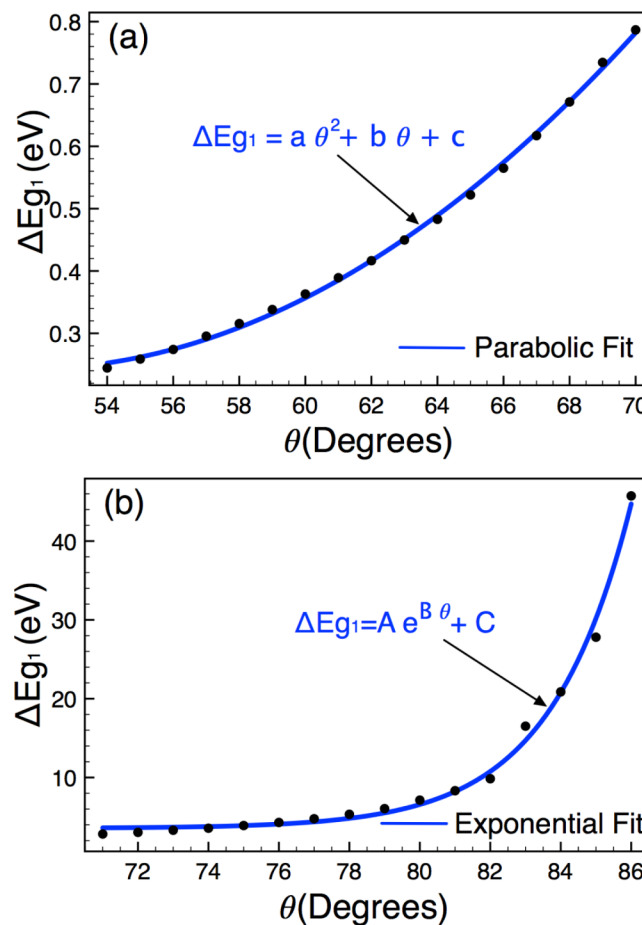 (a)
ΔEg₁ (eV)
0.8
0.6
0.5
0.4
0.3
ΔEg₁ = a θ² + b θ + c
Parabolic Fit
54 56 58 60 62 64 66 68 70
θ(Degrees)
(b)
ΔEg₁ (eV)
40
30
20
10
ΔEg₁=A e^{B θ}+ C
Exponential Fit
72 74 76 78 80 82 84 86
θ(Degrees)